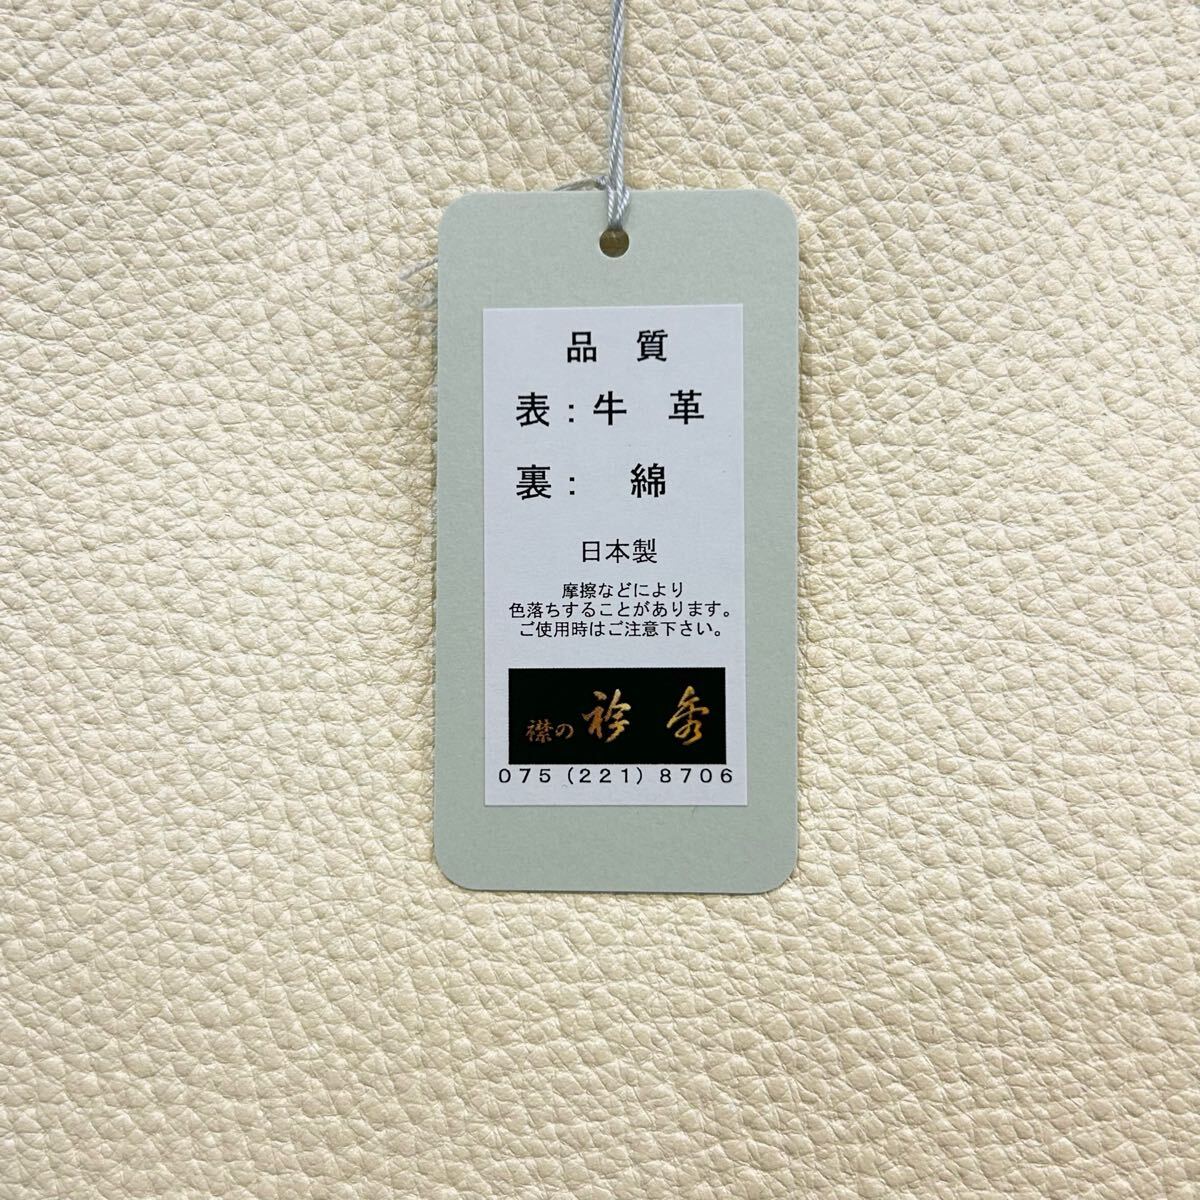 品　質
表：牛　革
裏：　綿
日本製
摩擦などにより
色落ちすることがあります。
ご使用時はご注意下さい。
襟の 衿秀
０７５（２２１）８７０６